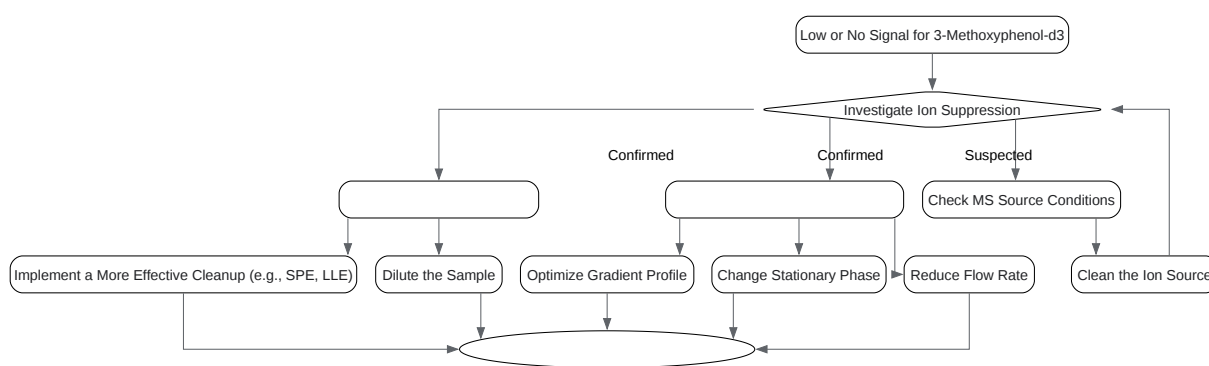 Low or No Signal for 3-Methoxyphenol-d3
Investigate Ion Suppression
Confirmed
Confirmed
Suspected
Check MS Source Conditions
Implement a More Effective Cleanup (e.g., SPE, LLE)
Dilute the Sample
Optimize Gradient Profile
Change Stationary Phase
Reduce Flow Rate
Clean the Ion Source